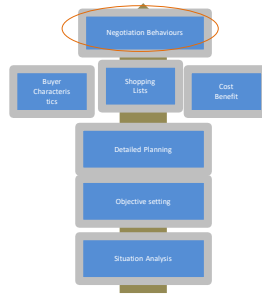 Negotiation Behaviours
Buyer
Characteris
tics
Shopping
Lists
Cost
Benefit
Detailed Planning
Objective setting
Situation Analysis